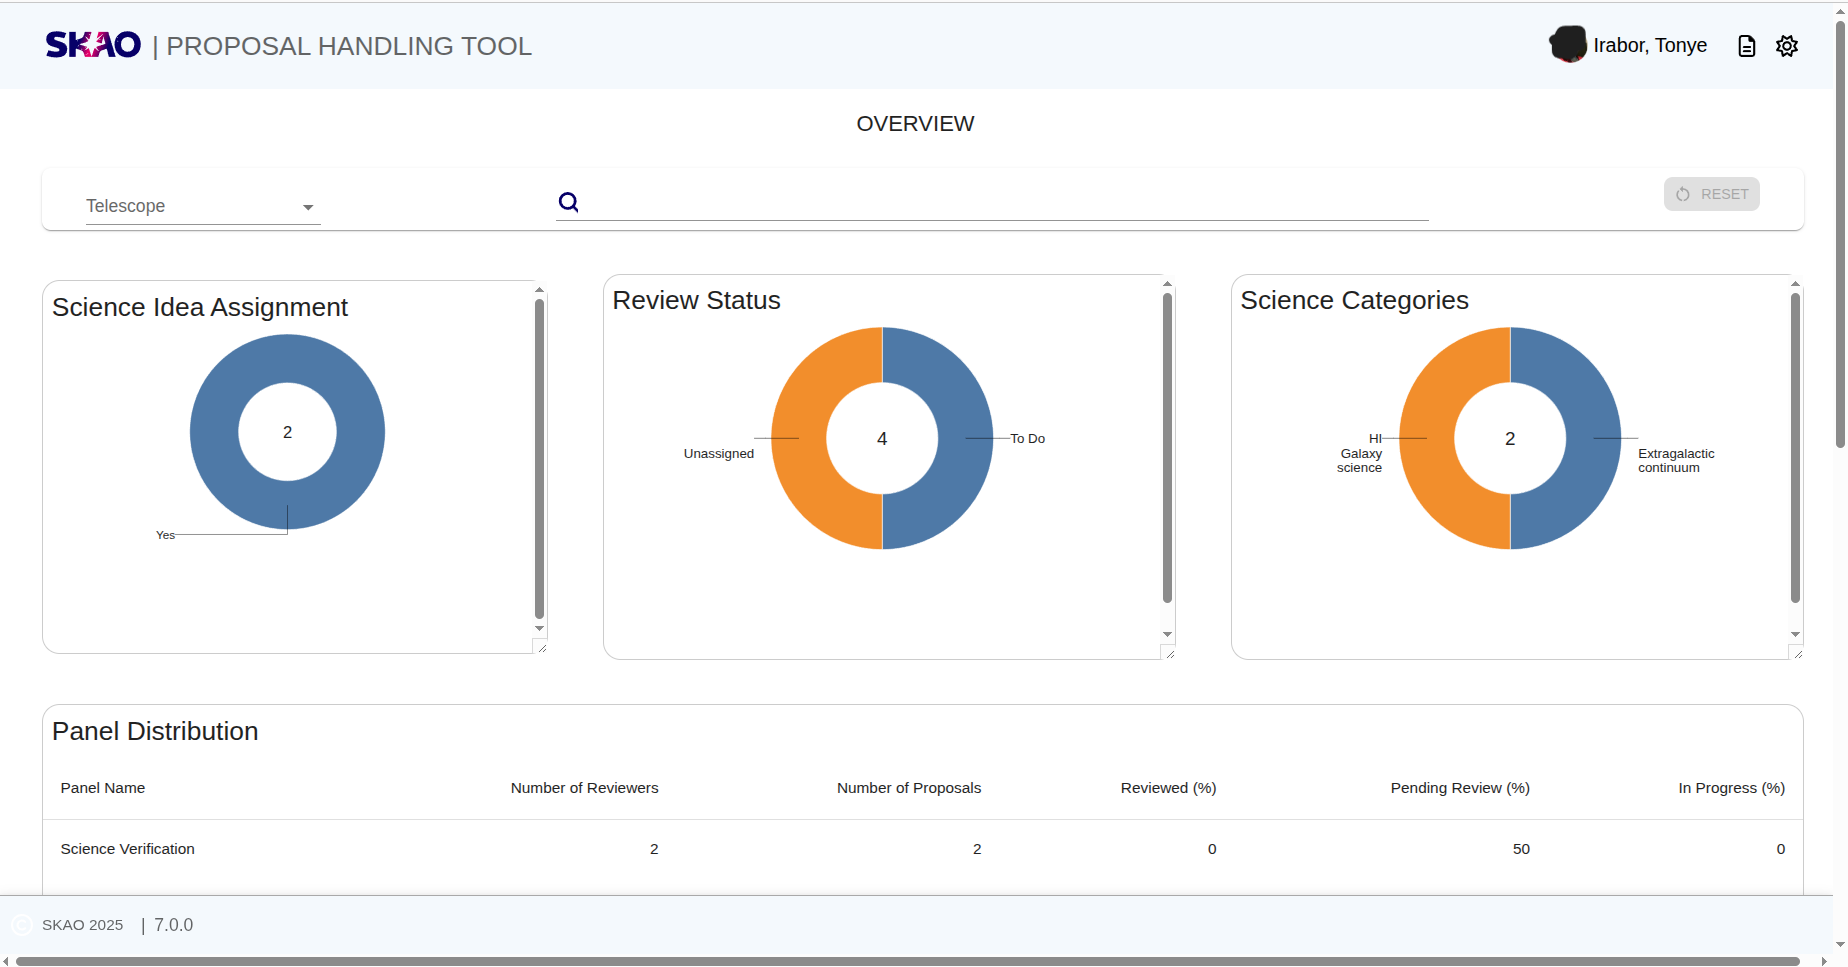 SKAO | PROPOSAL HANDLING TOOL
Irabor, Tonye
OVERVIEW
Telescope
RESET
Science Idea Assignment
2
Yes
Review Status
4
Unassigned
To Do
Science Categories
2
HI
Galaxy
science
Extragalactic
continuum
Panel Distribution
Panel Name Number of Reviewers Number of Proposals Reviewed (%) Pending Review (%) In Progress (%)
Science Verification 2 2 0 50 0
© SKAO 2025 | 7.0.0